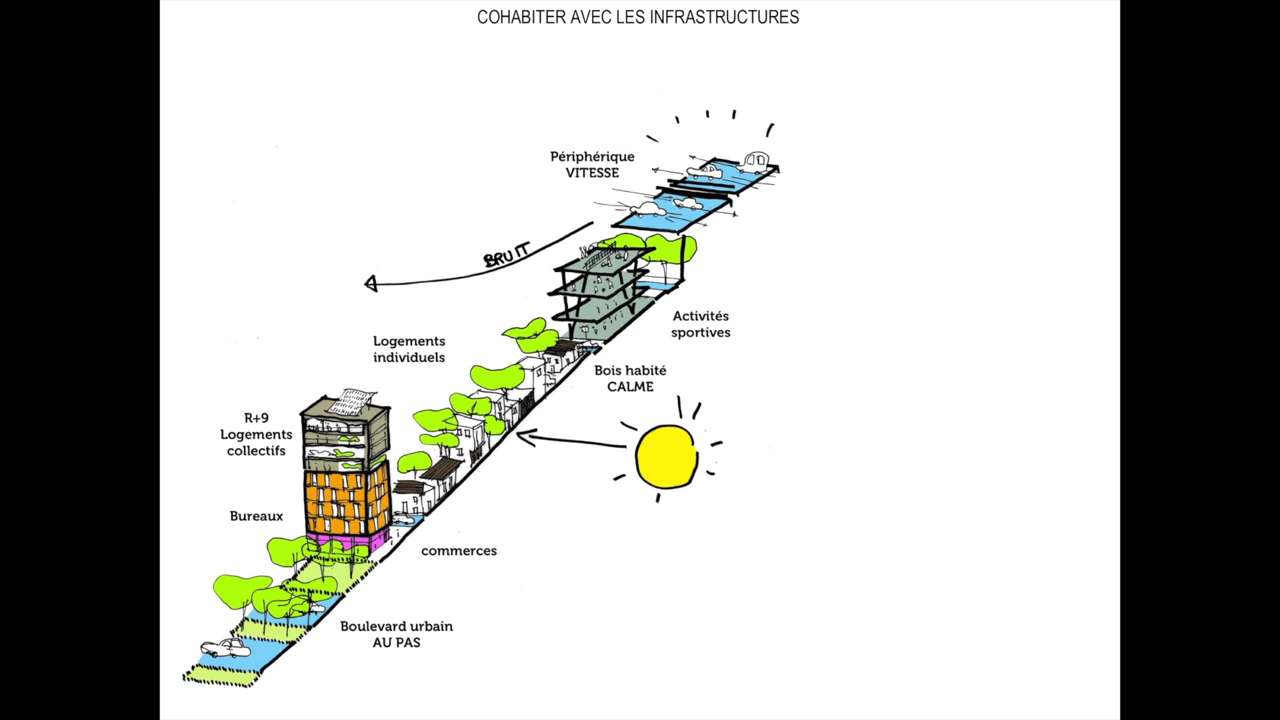 COHABITER AVEC LES INFRASTRUCTURES
Périphérique
VITESSE
BRUIT
Activités
sportives
Logements
individuels
Bois habité
CALME
R+9
Logements
collectifs
Bureaux
commerces
Boulevard urbain
AU PAS